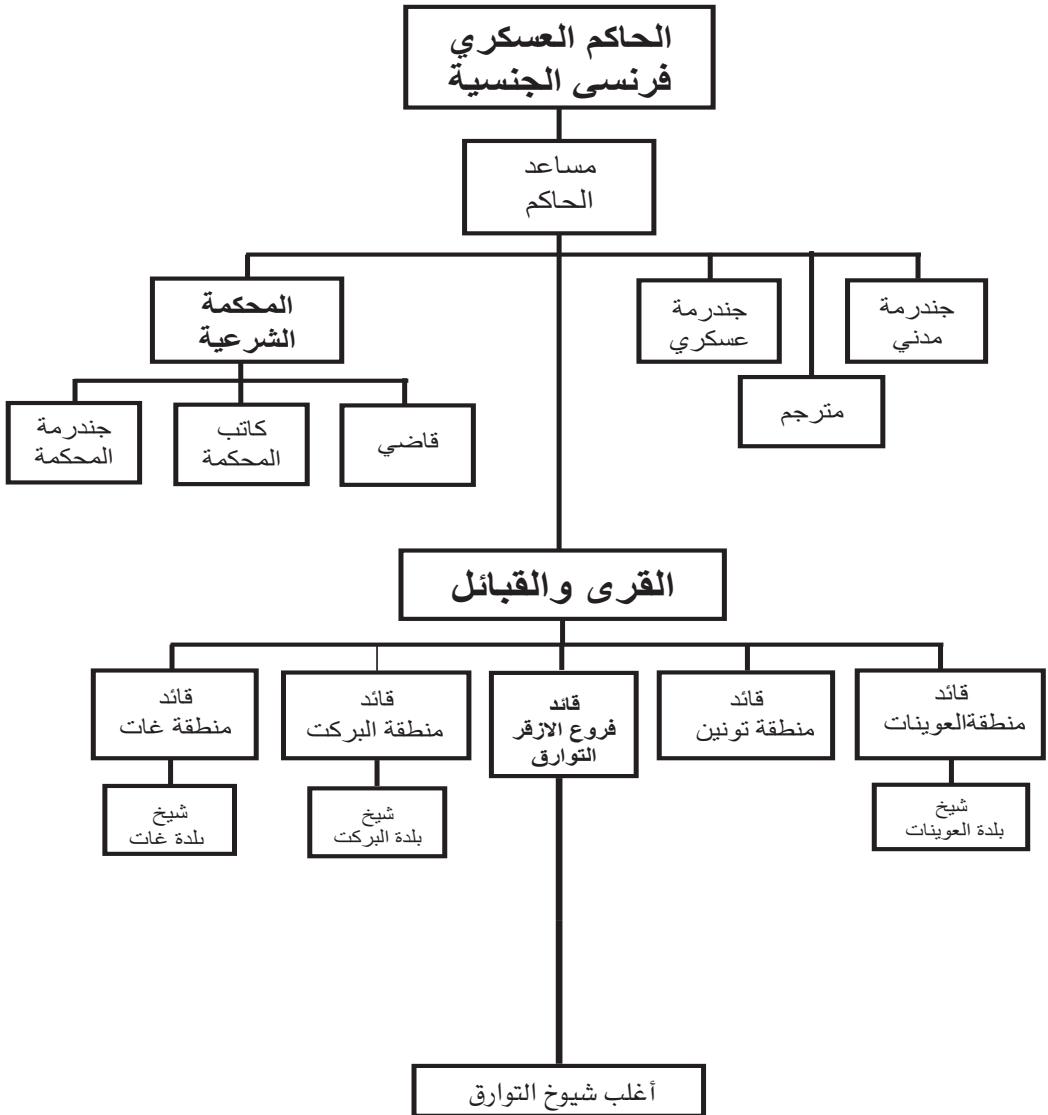 الحاكم العسكري
فرنسى الجنسية
مساعد
الحاكم
جندرمة
مدني
مترجم
جندرمة
عسكري
المحكمة
الشرعية
قاضي
كاتب
المحكمة
جندرمة
المحكمة
القرى والقبائل
قائد
منطقةالعوينات
قائد
منطقة تونين
قائد
فروع الازقر
التوارق
قائد
منطقة البركت
قائد
منطقة غات
شيخ
بلدة العوينات
شيخ
بلدة البركت
شيخ
بلدة غات
أغلب شيوخ التوارق